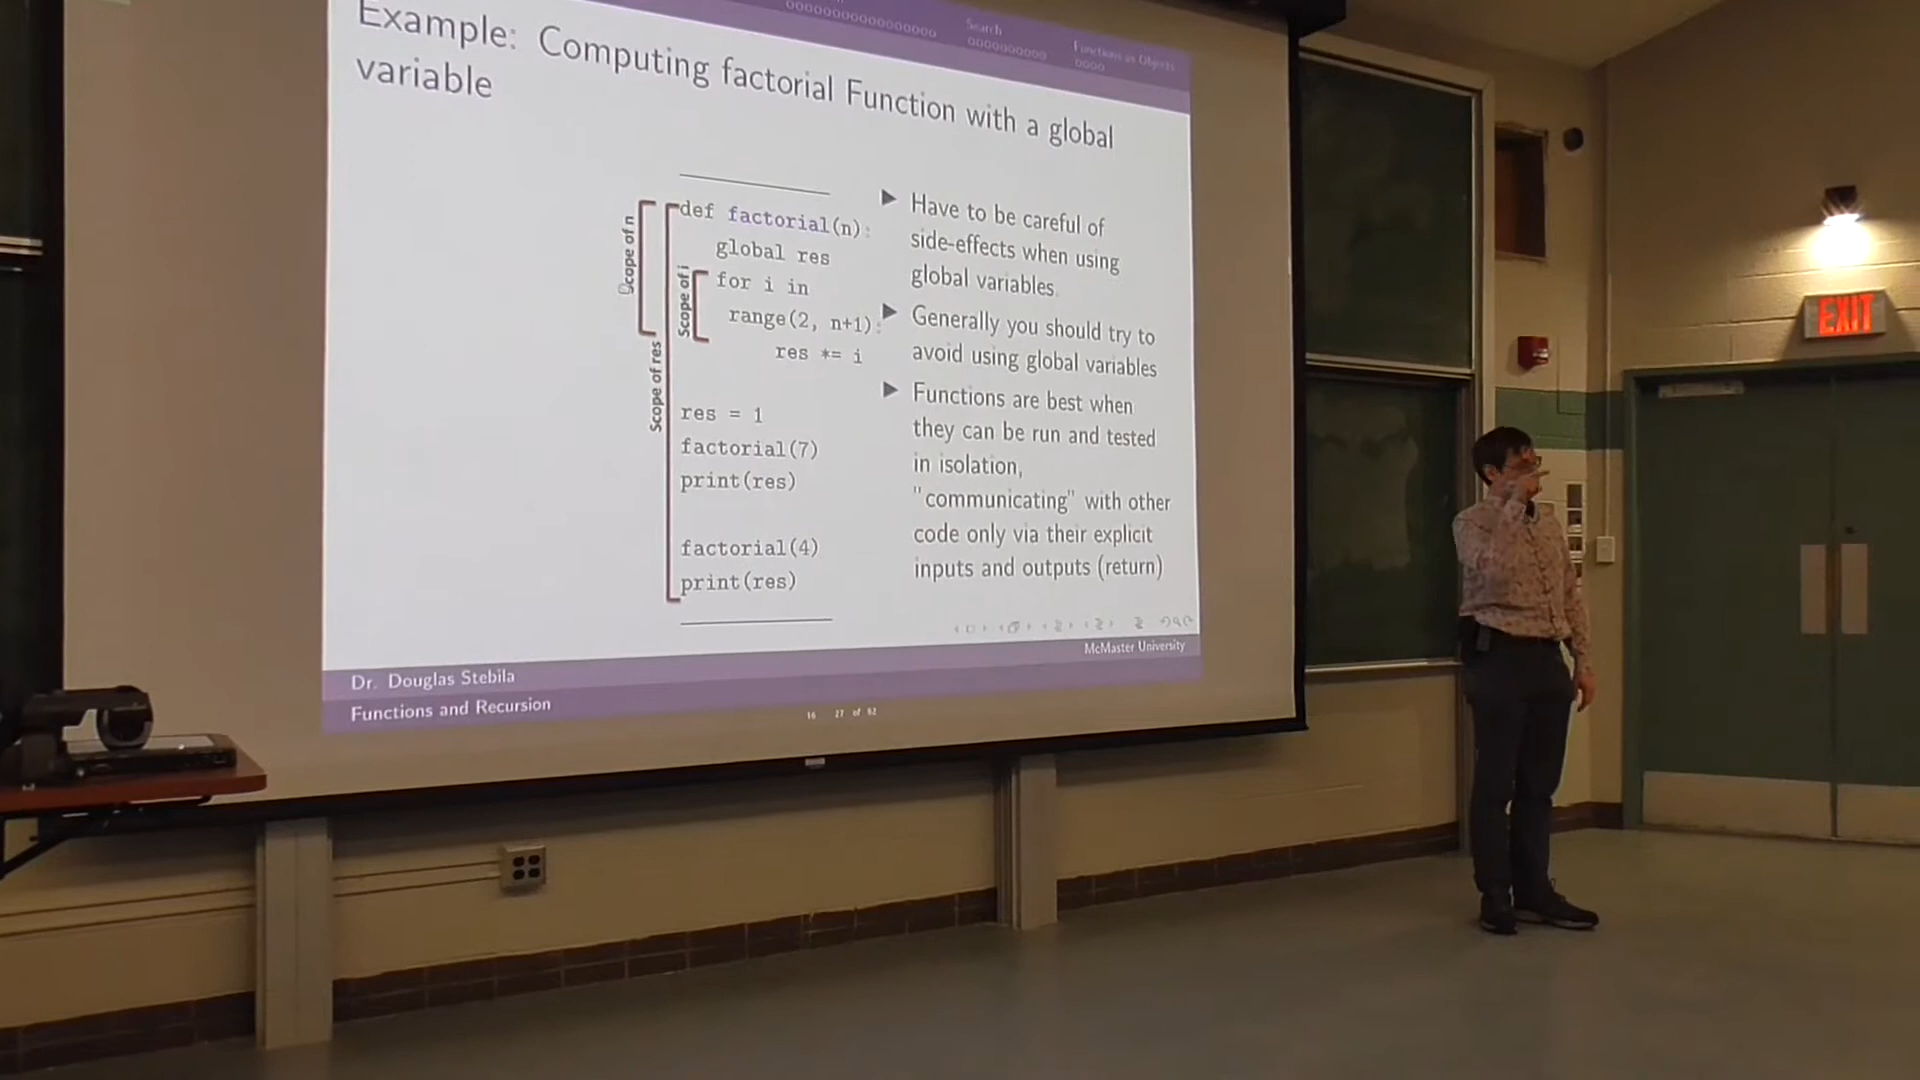 Search
Functions as Objects
Example: Computing factorial Function with a global
variable
Scope of n
Scope of i
Scope of res
def factorial(n):
global res
for i in
range(2, n+1):
res *= i
res = 1
factorial(7)
print(res)
factorial(4)
print(res)
Have to be careful of
side-effects when using
global variables.
Generally you should try to
avoid using global variables
Functions are best when
they can be run and tested
in isolation,
"communicating" with other
code only via their explicit
inputs and outputs (return)
Dr. Douglas Stebila
McMaster University
Functions and Recursion
16 27 of 62
EXIT